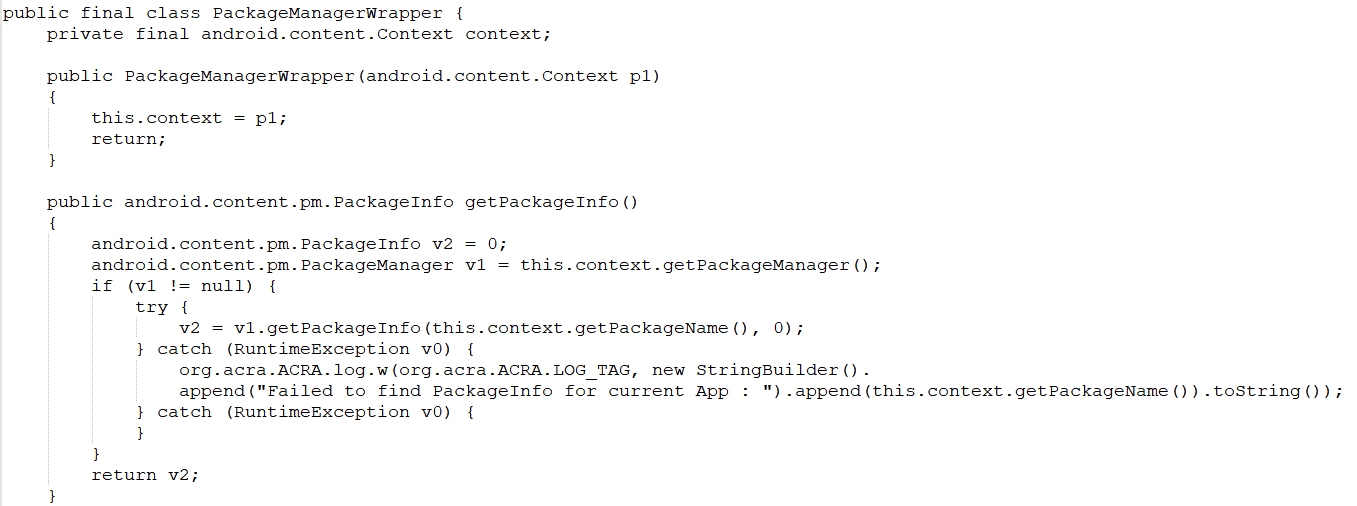 public final class PackageManagerWrapper {
    private final android.content.Context context;

    public PackageManagerWrapper(android.content.Context p1)
    {
        this.context = p1;
        return;
    }

    public android.content.pm.PackageInfo getPackageInfo()
    {
        android.content.pm.PackageInfo v2 = 0;
        android.content.pm.PackageManager v1 = this.context.getPackageManager();
        if (v1 != null) {
            try {
                v2 = v1.getPackageInfo(this.context.getPackageName(), 0);
            } catch (RuntimeException v0) {
                org.acra.ACRA.log.w(org.acra.ACRA.LOG_TAG, new StringBuilder().
                append("Failed to find PackageInfo for current App : ").append(this.context.getPackageName()).toString());
            } catch (RuntimeException v0) {
            }
        }
        return v2;
    }